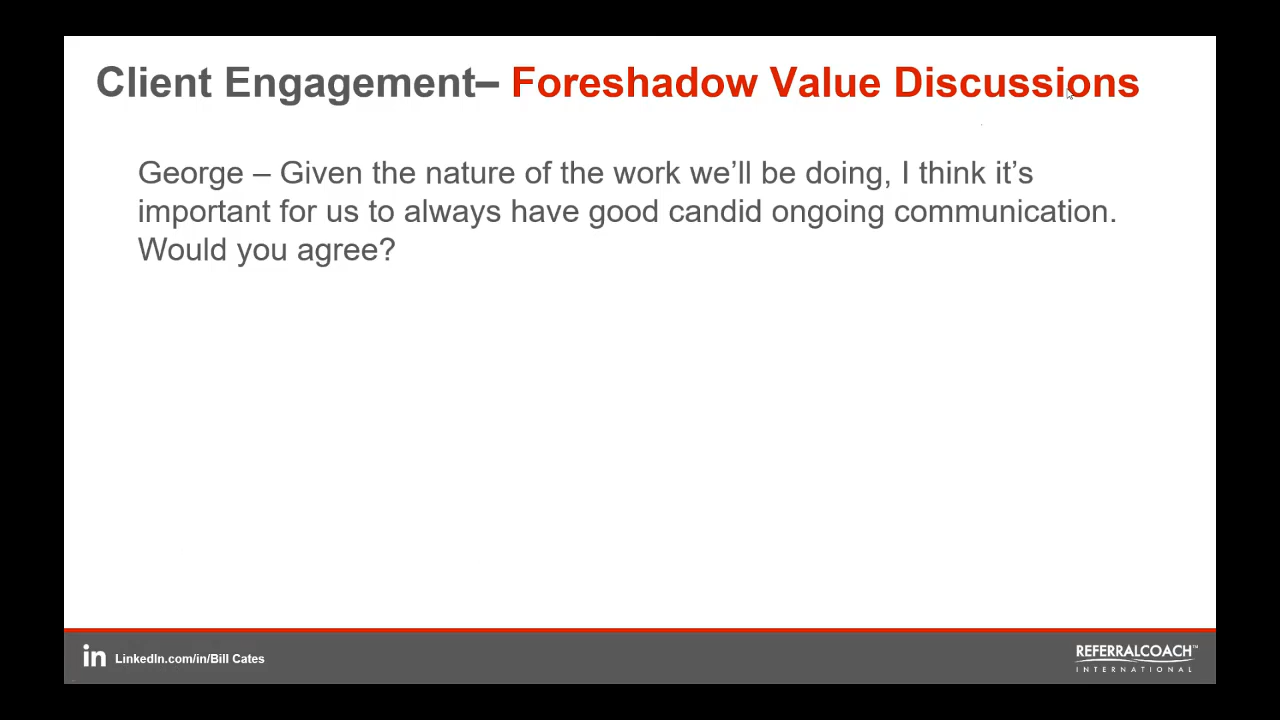 Client Engagement– Foreshadow Value Discussions
George – Given the nature of the work we'll be doing, I think it's
important for us to always have good candid ongoing communication.
Would you agree?
in LinkedIn.com/in/Bill Cates
REFERRALCOACH™
INTERNATIONAL